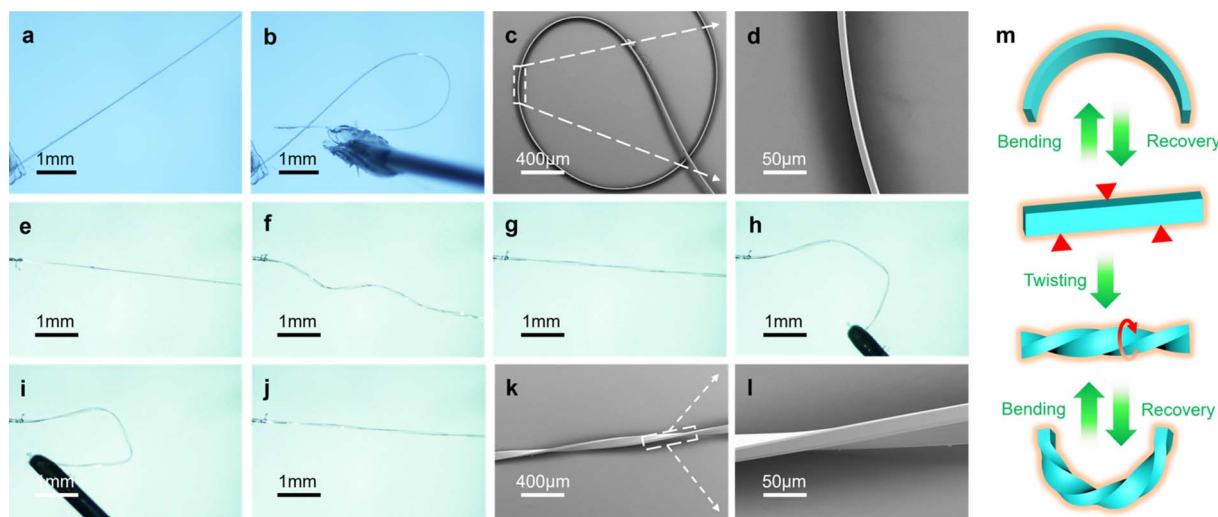 a
1mm
b
1mm
c
400μm
d
50μm
m
Bending
Recovery
Twisting
Bending
Recovery
e
1mm
f
1mm
g
1mm
h
1mm
i
1mm
j
1mm
k
400μm
l
50μm